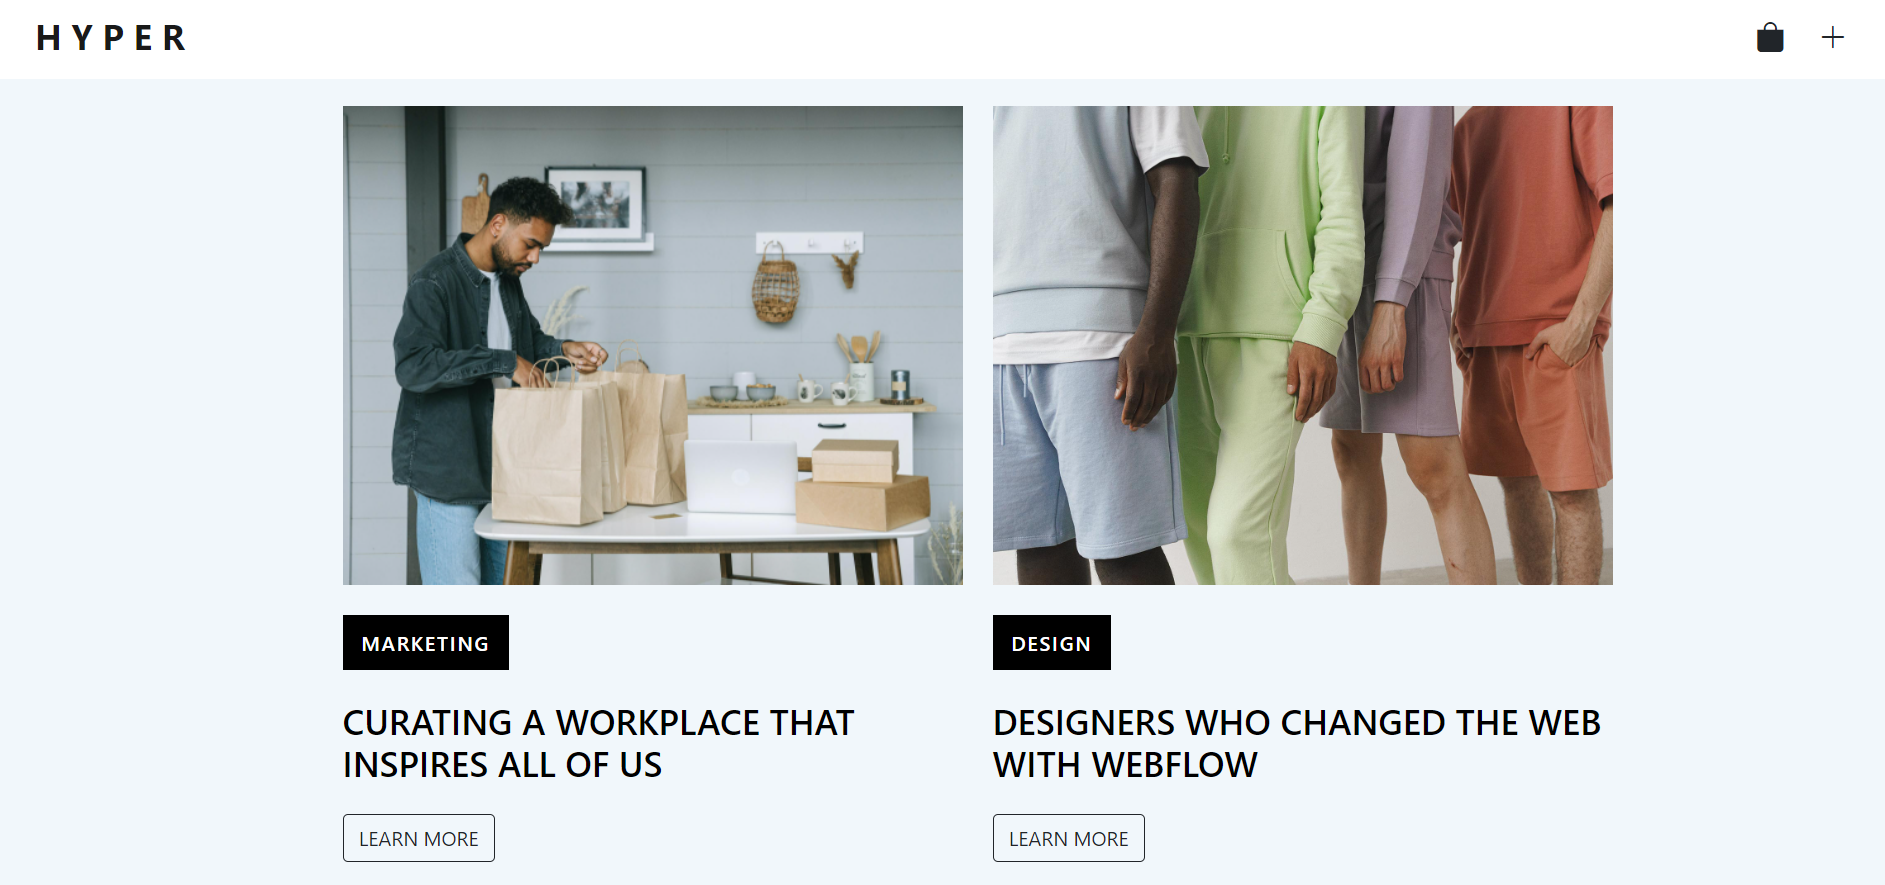 HYPER
MARKETING
CURATING A WORKPLACE THAT
INSPIRES ALL OF US
LEARN MORE
DESIGN
DESIGNERS WHO CHANGED THE WEB
WITH WEBFLOW
LEARN MORE